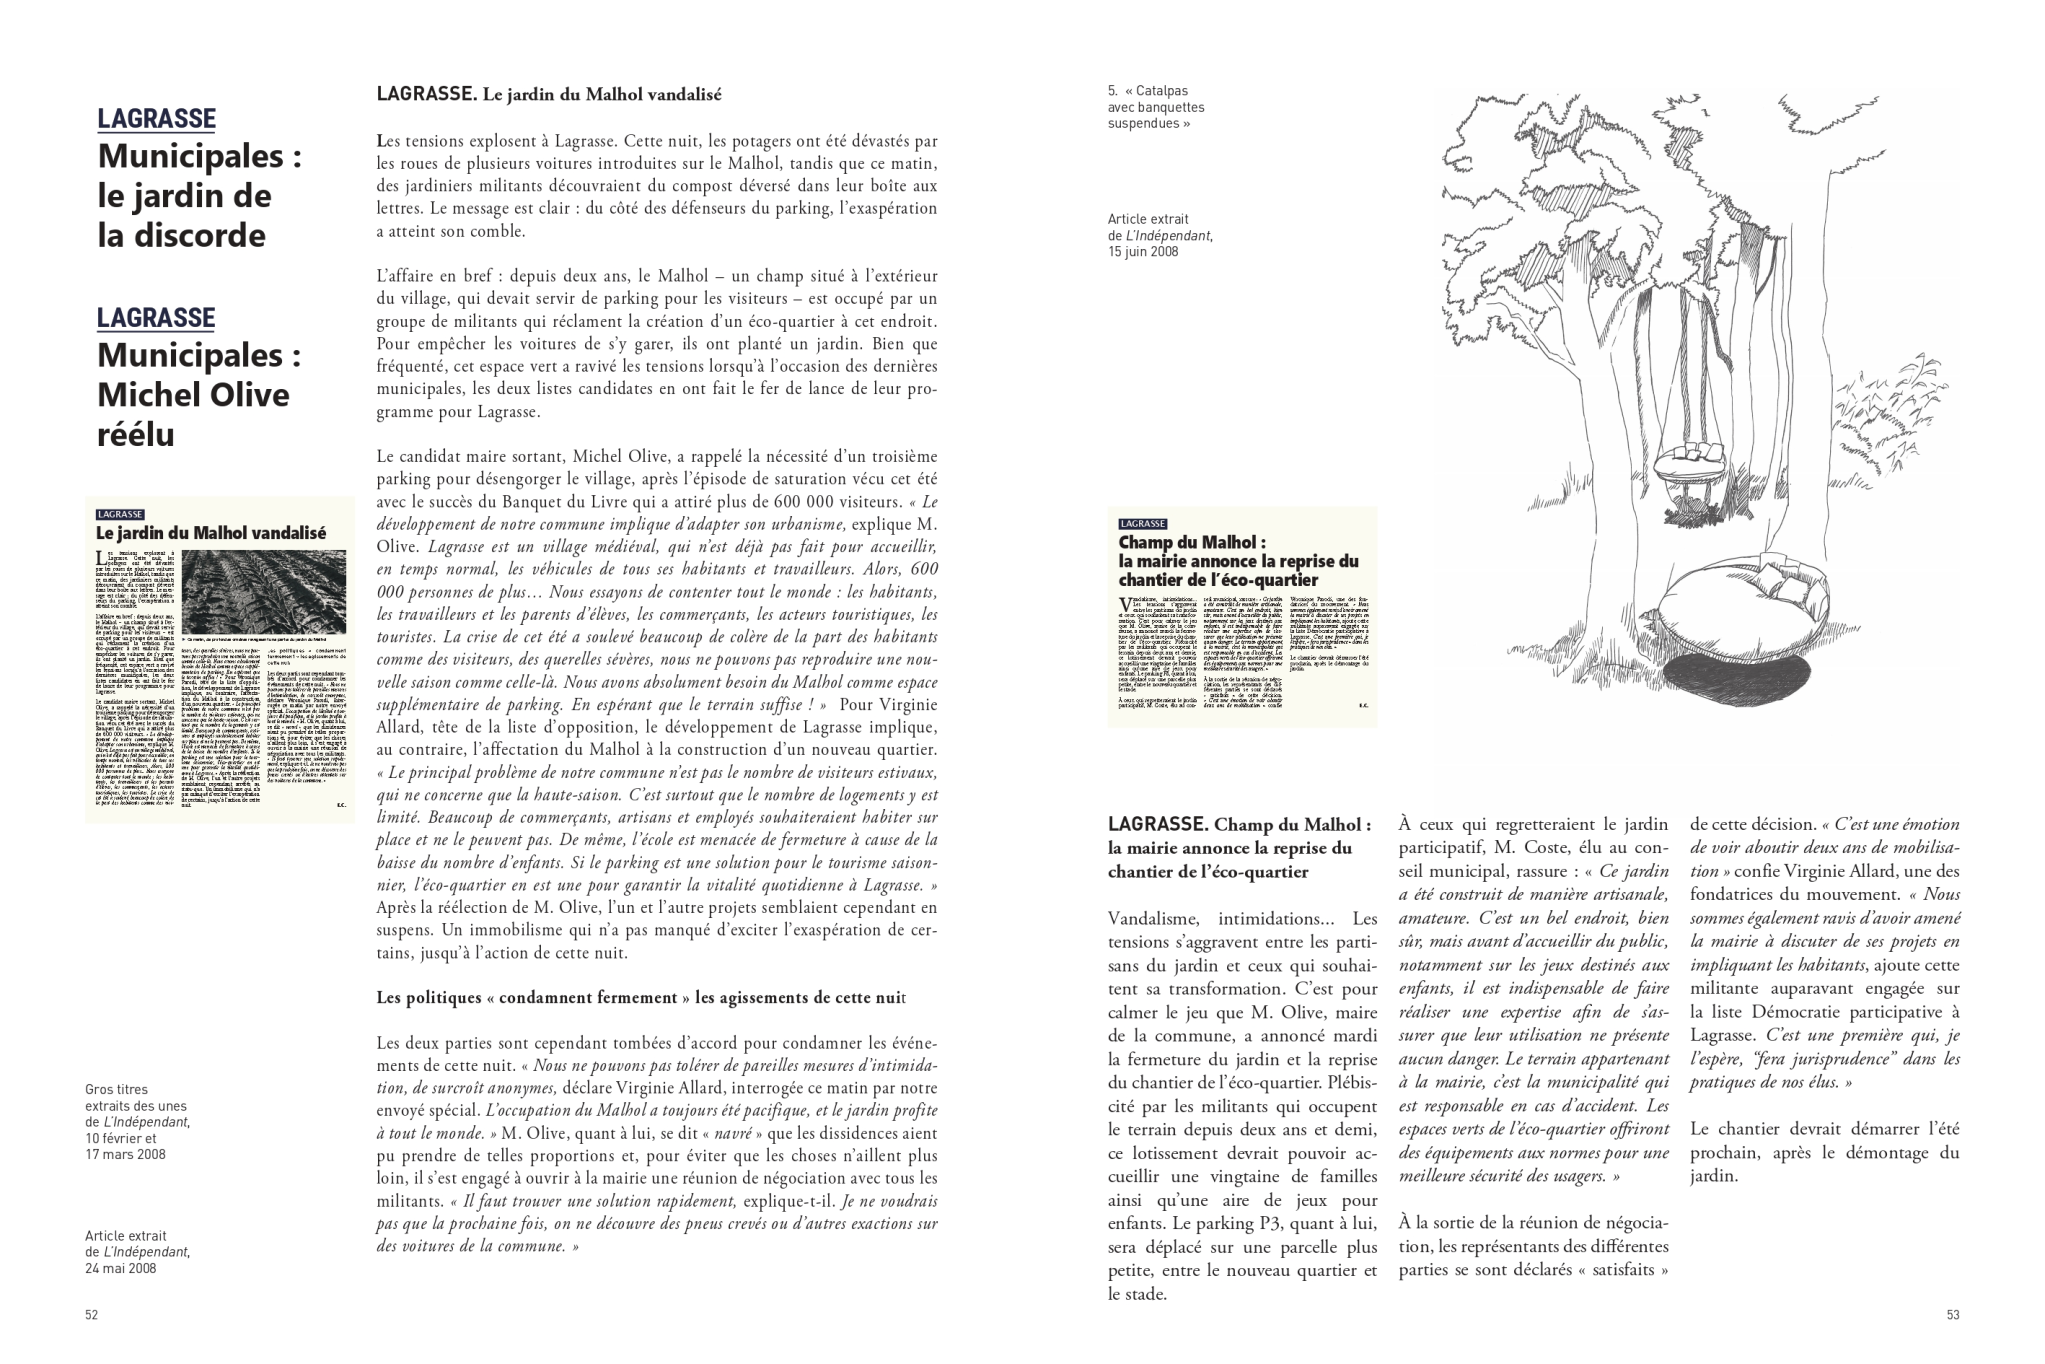 LAGRASSE
Municipales :
le jardin de
la discorde
LAGRASSE
Municipales :
Michel Olive
réélu
LAGRASSE
Le jardin du Malhol vandalisé
Gros titres
extraits des unes
de L’Indépendant,
10 février et
17 mars 2008
Article extrait
de L’Indépendant,
24 mai 2008
52
LAGRASSE. Le jardin du Malhol vandalisé
Les tensions explosent à Lagrasse. Cette nuit, les potagers ont été dévastés par
les roues de plusieurs voitures introduites sur le Malhol, tandis que ce matin,
des jardiniers militants découvraient du compost déversé dans leur boîte aux
lettres. Le message est clair : du côté des défenseurs du parking, l’exaspération
a atteint son comble.
L’affaire en bref : depuis deux ans, le Malhol – un champ situé à l’extérieur
du village, qui devait servir de parking pour les visiteurs – est occupé par un
groupe de militants qui réclament la création d’un éco-quartier à cet endroit.
Pour empêcher les voitures de s’y garer, ils ont planté un jardin. Bien que
fréquenté, cet espace vert a ravivé les tensions lorsqu’à l’occasion des dernières
municipales, les deux listes candidates en ont fait le fer de lance de leur pro-
gramme pour Lagrasse.
Le candidat maire sortant, Michel Olive, a rappelé la nécessité d’un troisième
parking pour désengorger le village, après l’épisode de saturation vécu cet été
avec le succès du Banquet du Livre qui a attiré plus de 600 000 visiteurs. « Le
développement de notre commune implique d’adapter son urbanisme, explique M.
Olive. Lagrasse est un village médiéval, qui n’est déjà pas fait pour accueillir,
en temps normal, les véhicules de tous ses habitants et travailleurs. Alors, 600
000 personnes de plus… Nous essayons de contenter tout le monde : les habitants,
les travailleurs et les parents d’élèves, les commerçants, les acteurs touristiques, les
touristes. La crise de cet été a soulevé beaucoup de colère de la part des habitants
comme des visiteurs, des querelles sévères, nous ne pouvons pas reproduire une nou-
velle saison comme celle-là. Nous avons absolument besoin du Malhol comme espace
supplémentaire de parking. En espérant que le terrain suffise ! » Pour Virginie
Allard, tête de la liste d’opposition, le développement de Lagrasse implique,
au contraire, l’affectation du Malhol à la construction d’un nouveau quartier.
« Le principal problème de notre commune n’est pas le nombre de visiteurs estivaux,
qui ne concerne que la haute-saison. C’est surtout que le nombre de logements y est
limité. Beaucoup de commerçants, artisans et employés souhaiteraient habiter sur
place et ne le peuvent pas. De même, l’école est menacée de fermeture à cause de la
baisse du nombre d’enfants. Si le parking est une solution pour le tourisme saison-
nier, l’éco-quartier en est une pour garantir la vitalité quotidienne à Lagrasse. »
Après la réélection de M. Olive, l’un et l’autre projets semblaient cependant en
suspens. Un immobilisme qui n’a pas manqué d’exciter l’exaspération de cer-
tains, jusqu’à l’action de cette nuit.
Les politiques « condamnent fermement » les agissements de cette nuit
Les deux parties sont cependant tombées d’accord pour condamner les événe-
ments de cette nuit. « Nous ne pouvons pas tolérer de pareilles mesures d’intimida-
tion, de surcroît anonymes, déclare Virginie Allard, interrogée ce matin par notre
envoyé spécial. L’occupation du Malhol a toujours été pacifique, et le jardin profite
à tout le monde. » M. Olive, quant à lui, se dit « navré » que les dissidences aient
pu prendre de telles proportions et, pour éviter que les choses n’aillent plus
loin, il s’est engagé à ouvrir à la mairie une réunion de négociation avec tous les
militants. « Il faut trouver une solution rapidement, explique-t-il. Je ne voudrais
pas que la prochaine fois, on ne découvre des pneus crevés ou d’autres exactions sur
des voitures de la commune. »
5. « Catalpas
avec banquettes
suspendues »
Article extrait
de L’Indépendant,
15 juin 2008
LAGRASSE
Champ du Malhol :
la mairie annonce la reprise du
chantier de l’éco-quartier
LAGRASSE. Champ du Malhol :
la mairie annonce la reprise du
chantier de l’éco-quartier
Vandalisme, intimidations… Les
tensions s’aggravent entre les parti-
sans du jardin et ceux qui souhai-
tent sa transformation. C’est pour
calmer le jeu que M. Olive, maire
de la commune, a annoncé mardi
la fermeture du jardin et la reprise
du chantier de l’éco-quartier. Plébis-
cité par les militants qui occupent
le terrain depuis deux ans et demi,
ce lotissement devrait pouvoir ac-
cueillir une vingtaine de familles
ainsi qu’une aire de jeux pour
enfants. Le parking P3, quant à lui,
sera déplacé sur une parcelle plus
petite, entre le nouveau quartier et
le stade.
À ceux qui regretteraient le jardin
participatif, M. Coste, élu au con-
seil municipal, rassure : « Ce jardin
a été construit de manière artisanale,
amateure. C’est un bel endroit, bien
sûr, mais avant d’accueillir du public,
notamment sur les jeux destinés aux
enfants, il est indispensable de faire
réaliser une expertise afin de s’as-
surer que leur utilisation ne présente
aucun danger. Le terrain appartenant
à la mairie, c’est la municipalité qui
est responsable en cas d’accident. Les
espaces verts de l’éco-quartier offriront
des équipements aux normes pour une
meilleure sécurité des usagers. »
À la sortie de la réunion de négocia-
tion, les représentants des différentes
parties se sont déclarés « satisfaits »
de cette décision. « C’est une émotion
de voir aboutir deux ans de mobilisa-
tion » confie Virginie Allard, une des
fondatrices du mouvement. « Nous
sommes également ravis d’avoir amené
la mairie à discuter de ses projets en
impliquant les habitants, ajoute cette
militante auparavant engagée sur
la liste Démocratie participative à
Lagrasse. C’est une première qui, je
l’espère, “fera jurisprudence” dans les
pratiques de nos élus. »
Le chantier devrait démarrer l’été
prochain, après le démontage du
jardin.
53